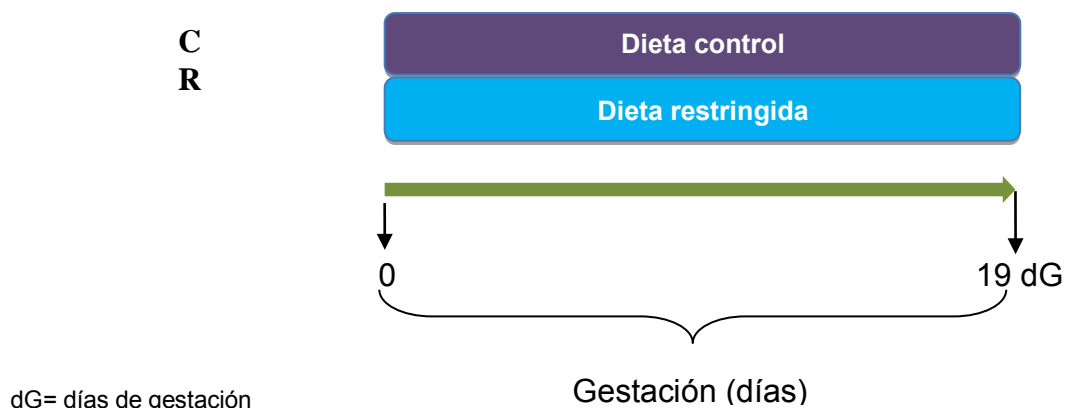 C
Dieta control
R
Dieta restringida
0
19 dG
Gestación (días)
dG= días de gestación